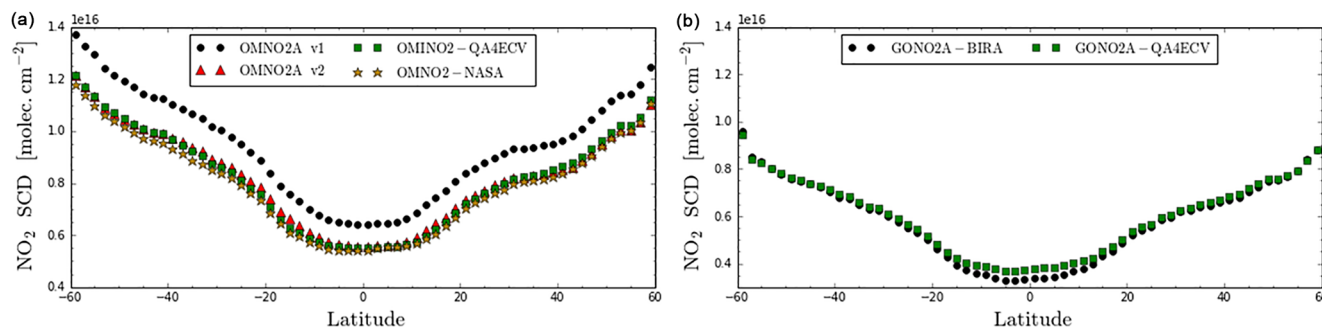 (a)
1e16
NO2 SCD [molec. cm−2]
1.4
1.2
1.0
0.8
0.6
0.4
OMNO2A v1
OMNO2A v2
OMINO2−QA4ECV
OMNO2−NASA
−60 −40 −20 0 20 40 60
Latitude
(b)
1e16
NO2 SCD [molec. cm−2]
1.4
1.2
1.0
0.8
0.6
0.4
GONO2A−BIRA
GONO2A−QA4ECV
−60 −40 −20 0 20 40 60
Latitude